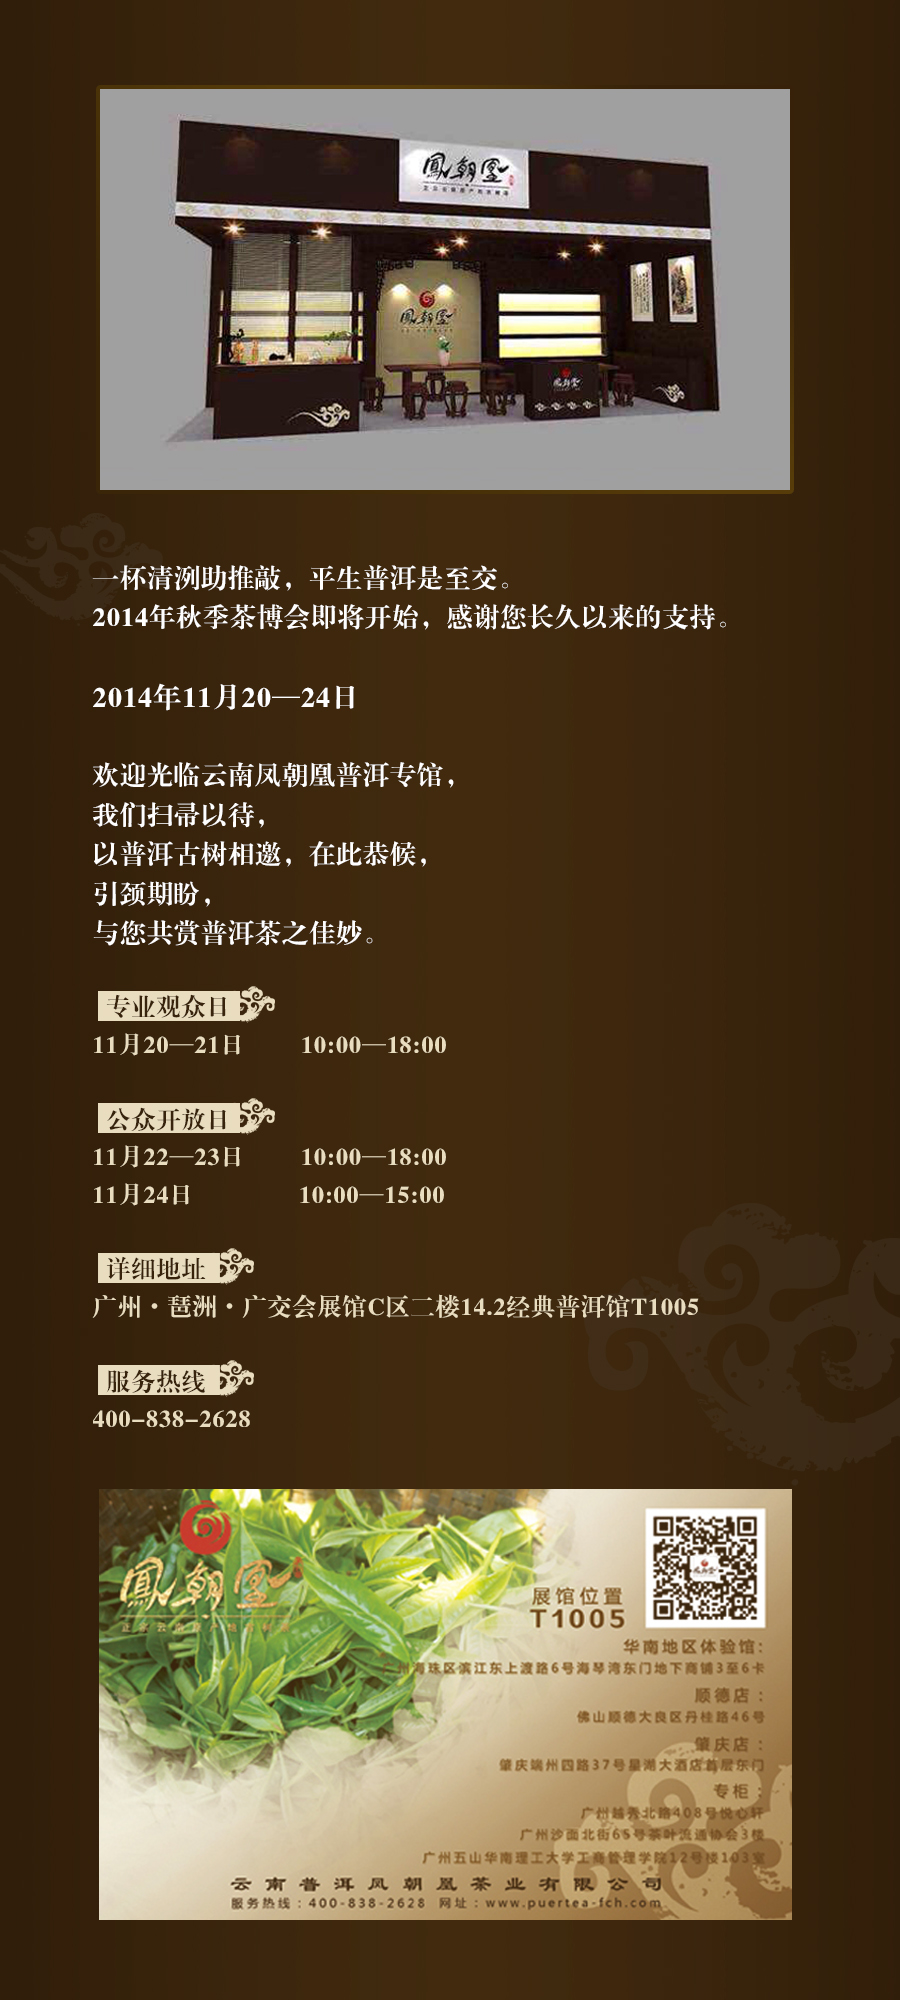 鳳朝凰
鳳朝凰
鳳朝凰
一杯清洌助推敲，平生普洱是至交。
2014年秋季茶博会即将开始，感谢您长久以来的支持。
2014年11月20—24日
欢迎光临云南凤朝凰普洱专馆，
我们扫帚以待，
以普洱古树相邀，在此恭候，
引颈期盼，
与您共赏普洱茶之佳妙。
专业观众日
11月20—21日 10:00—18:00
公众开放日
11月22—23日 10:00—18:00
11月24日 10:00—15:00
详细地址
广州·琶洲·广交会展馆C区二楼14.2经典普洱馆T1005
服务热线
400-838-2628
鳳朝凰
展馆位置
T1005
华南地区体验馆:
广州海珠区滨江东上渡路6号海琴湾东门地下商铺3至6卡
顺德店：
佛山顺德大良区丹桂路46号
肇庆店：
肇庆端州四路37号星湖大酒店首层东门
专柜：
广州越秀北路408号悦心轩
广州沙面北街65号茶叶流通协会3楼
广州五山华南理工大学工商管理学院12号楼103室
云南普洱凤朝凰茶业有限公司
服务热线：400-838-2628 网址：www.puertea-fch.com